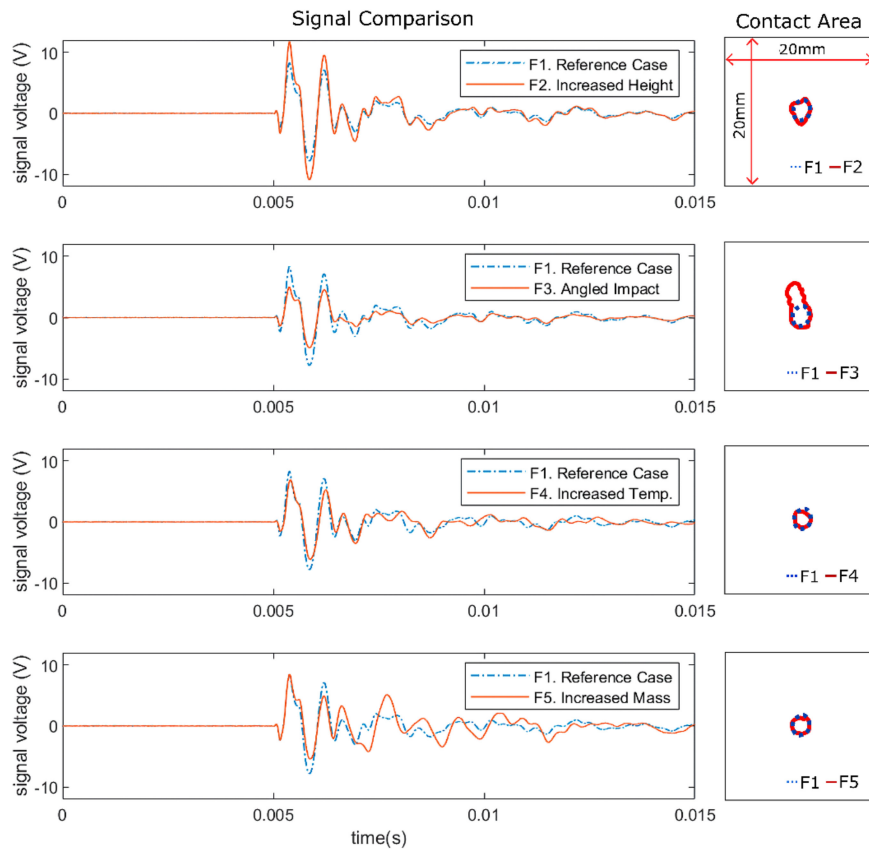 Signal Comparison
Contact Area
signal voltage (V)
10
0
-10
F1. Reference Case
F2. Increased Height
0
0.005
0.01
0.015
20mm
20mm
F1 F2
signal voltage (V)
10
0
-10
F1. Reference Case
F3. Angled Impact
0
0.005
0.01
0.015
F1 F3
signal voltage (V)
10
0
-10
F1. Reference Case
F4. Increased Temp.
0
0.005
0.01
0.015
F1 F4
signal voltage (V)
10
0
-10
F1. Reference Case
F5. Increased Mass
0
0.005
0.01
0.015
time(s)
F1 F5